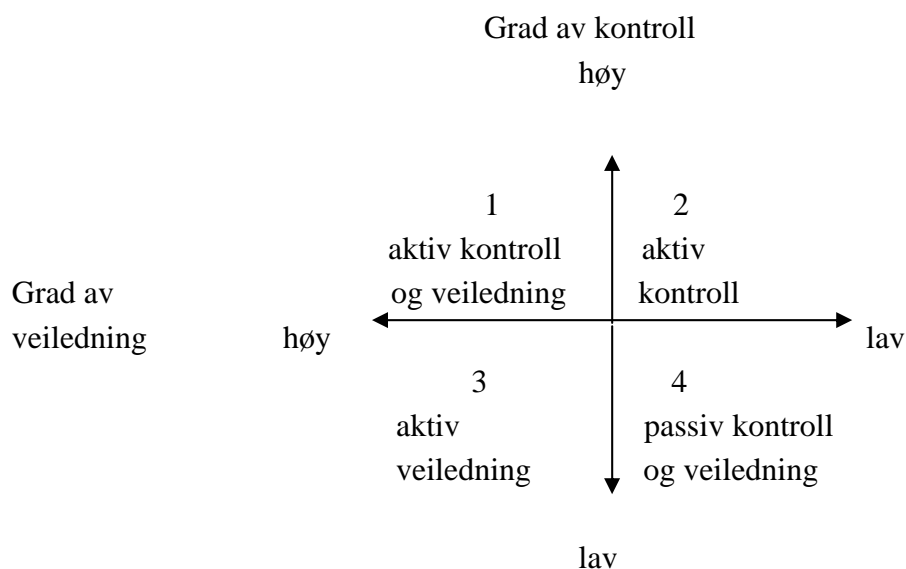 Grad av kontroll
høy
1
2
aktiv kontroll
og veiledning
aktiv
kontroll
Grad av
veiledning
høy
lav
3
4
aktiv
veiledning
passiv kontroll
og veiledning
lav